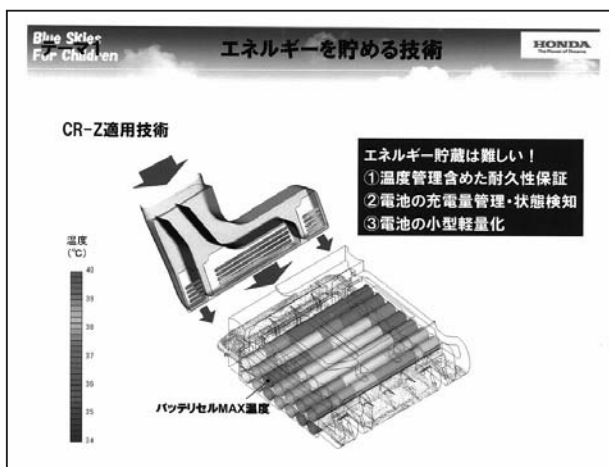 Blue Skies
For Children
テーマ1
エネルギーを貯める技術
HONDA
The Power of Dreams
CR-Z適用技術
エネルギー貯蔵は難しい！
①温度管理含めた耐久性保証
②電池の充電量管理・状態検知
③電池の小型軽量化
温度
(℃)
40
39
38
37
36
35
34
バッテリセルMAX温度